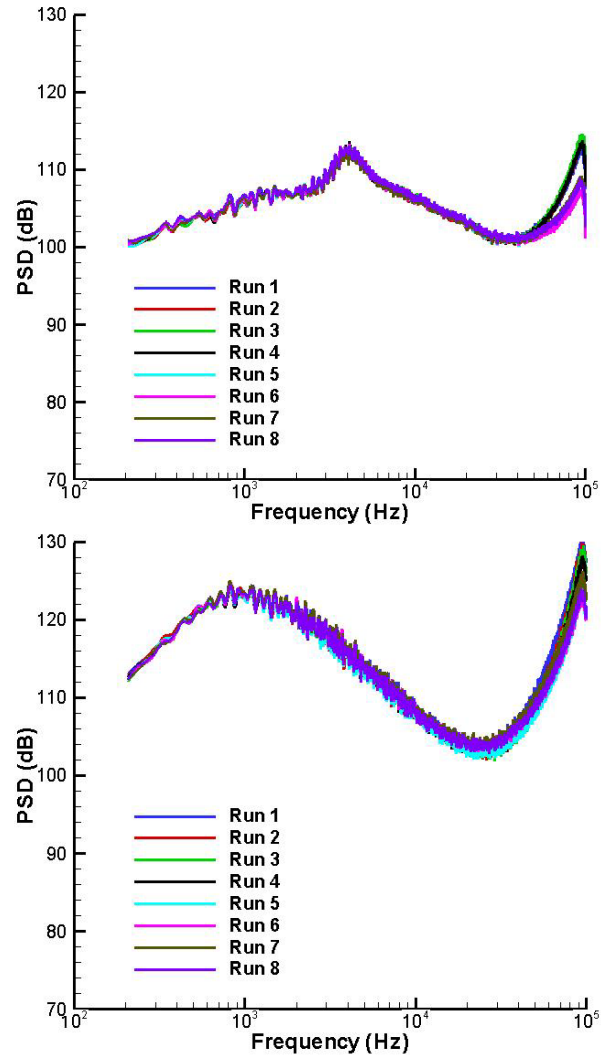 130
120
110
100
90
80
70
PSD (dB)
Run 1
Run 2
Run 3
Run 4
Run 5
Run 6
Run 7
Run 8
10² 10³ 10⁴ 10⁵
Frequency (Hz)
130
120
110
100
90
80
70
PSD (dB)
Run 1
Run 2
Run 3
Run 4
Run 5
Run 6
Run 7
Run 8
10² 10³ 10⁴ 10⁵
Frequency (Hz)